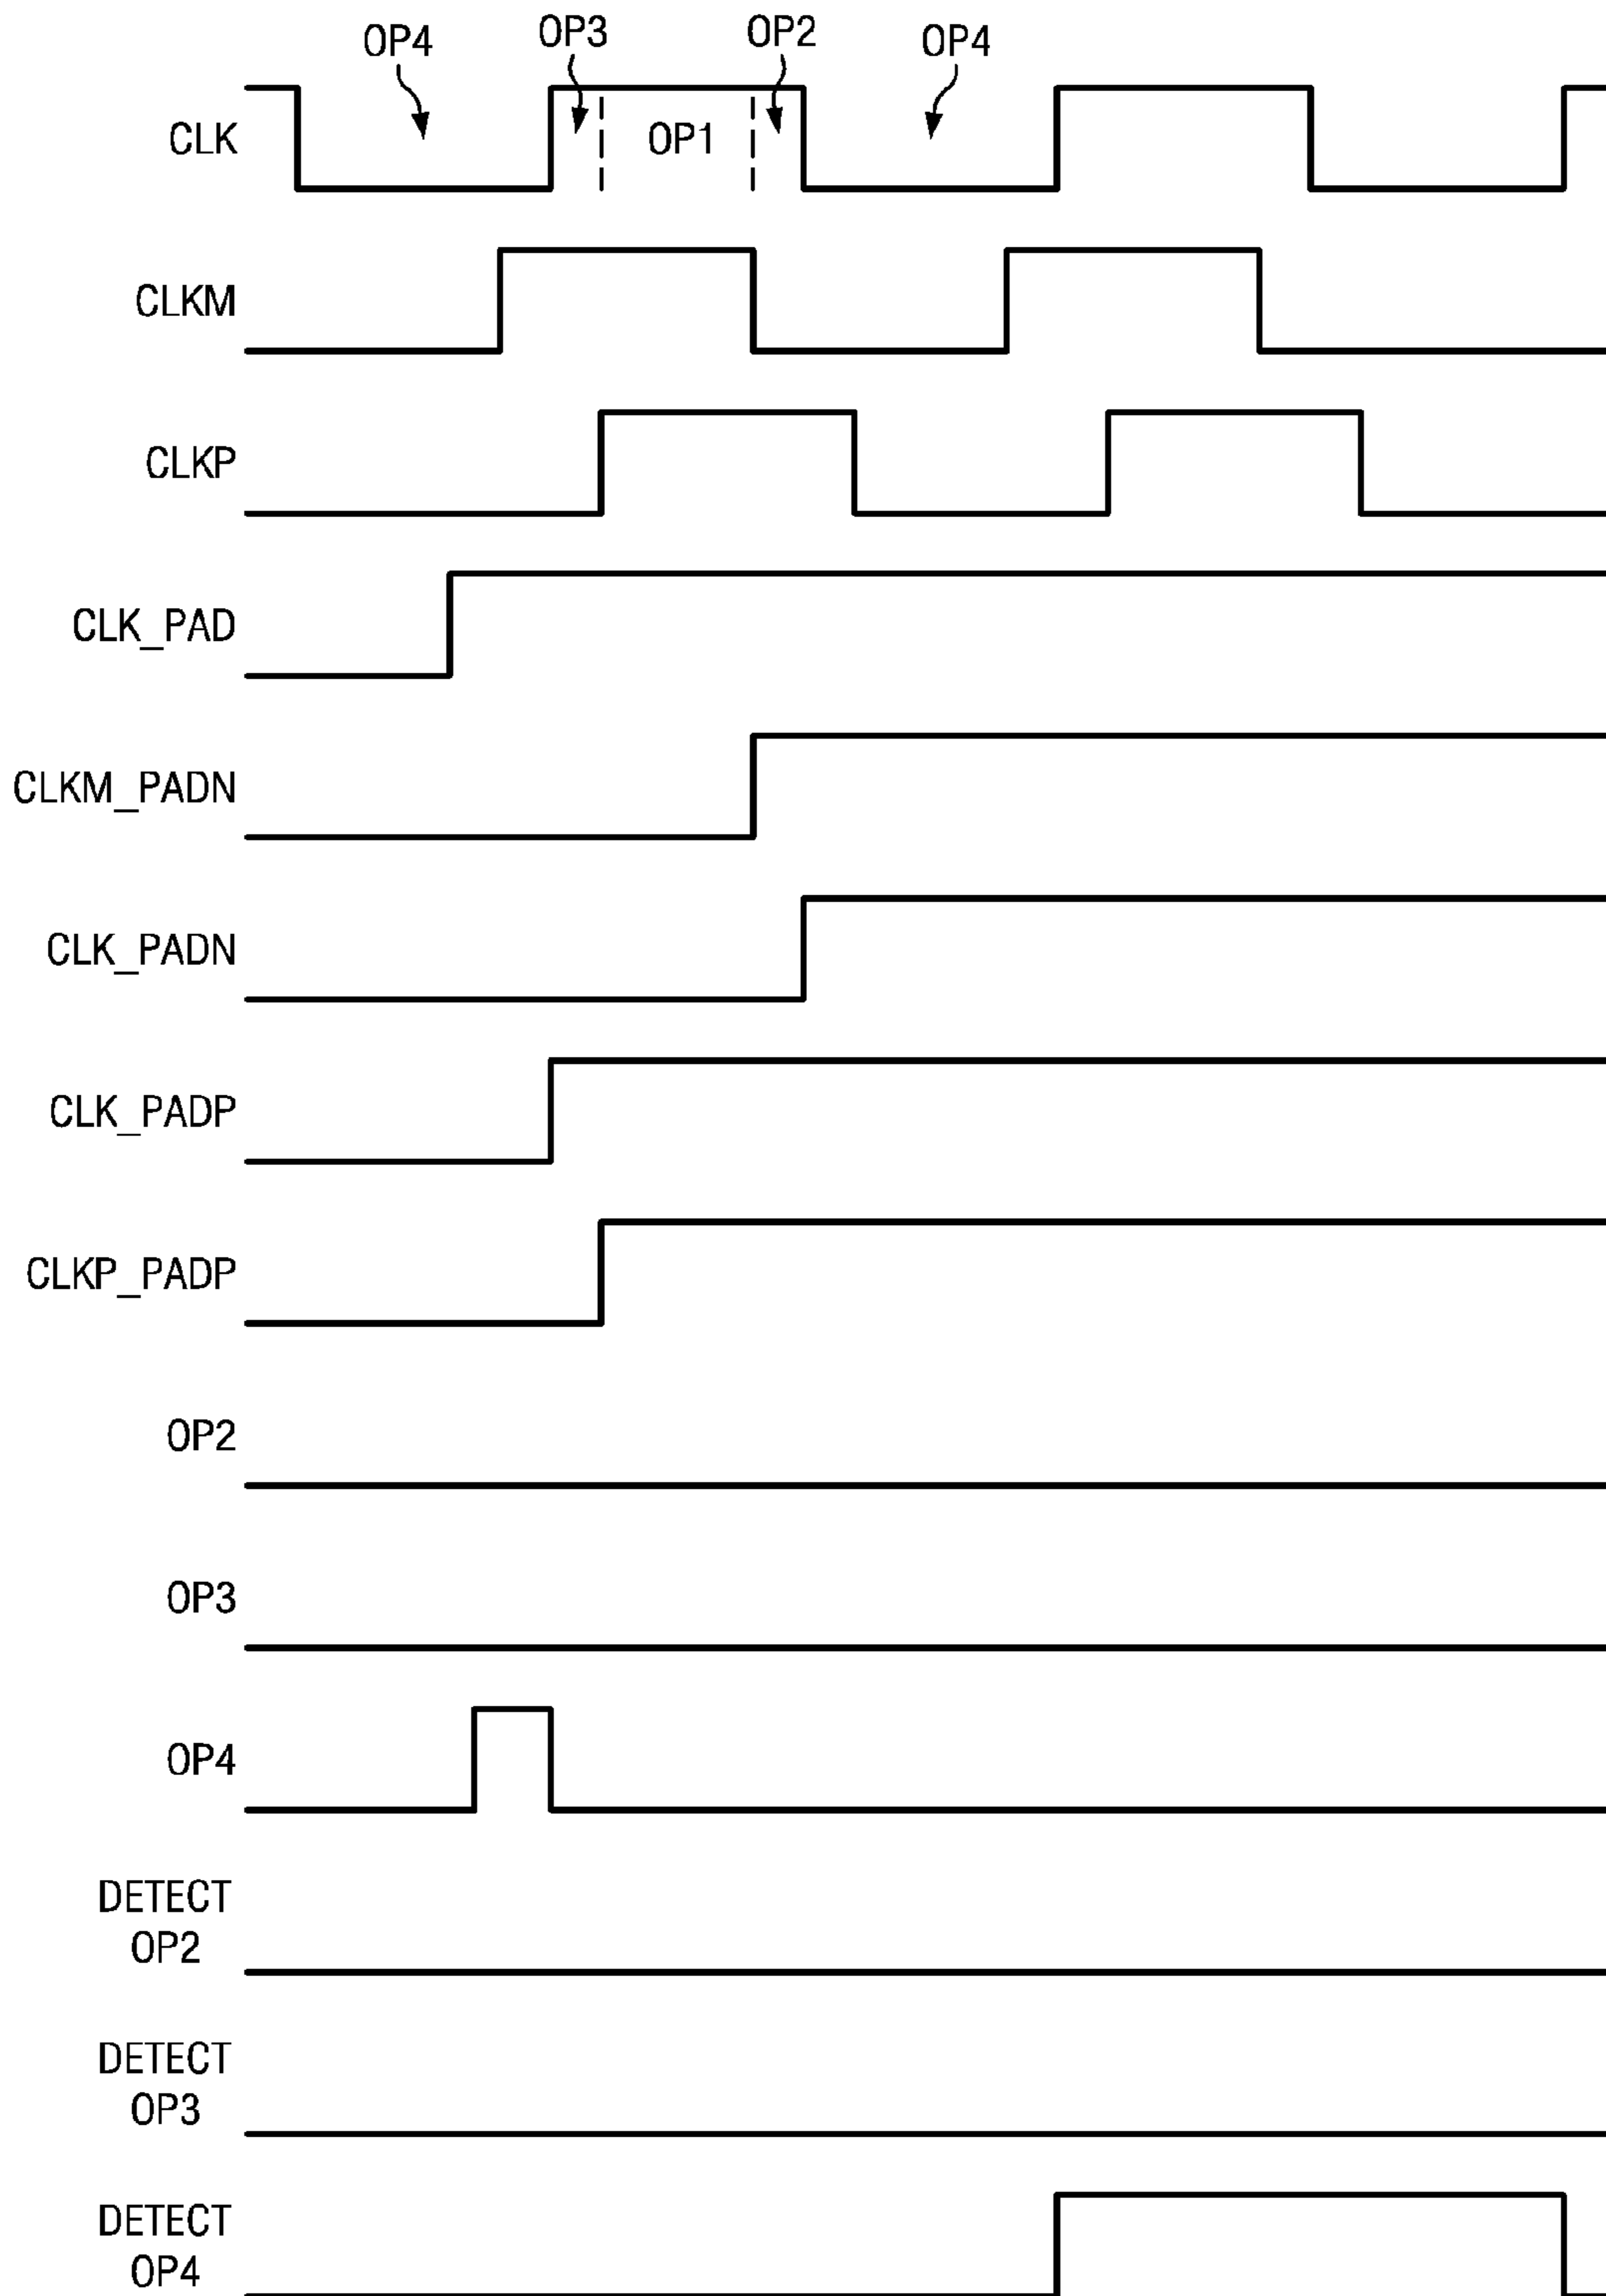 OP4
OP3
OP2
OP4
CLK
OP1
CLKM
CLKP
CLK_PAD
CLKM_PADN
CLK_PADN
CLK_PADP
CLKP_PADP
OP2
OP3
OP4
DETECT
OP2
DETECT
OP3
DETECT
OP4